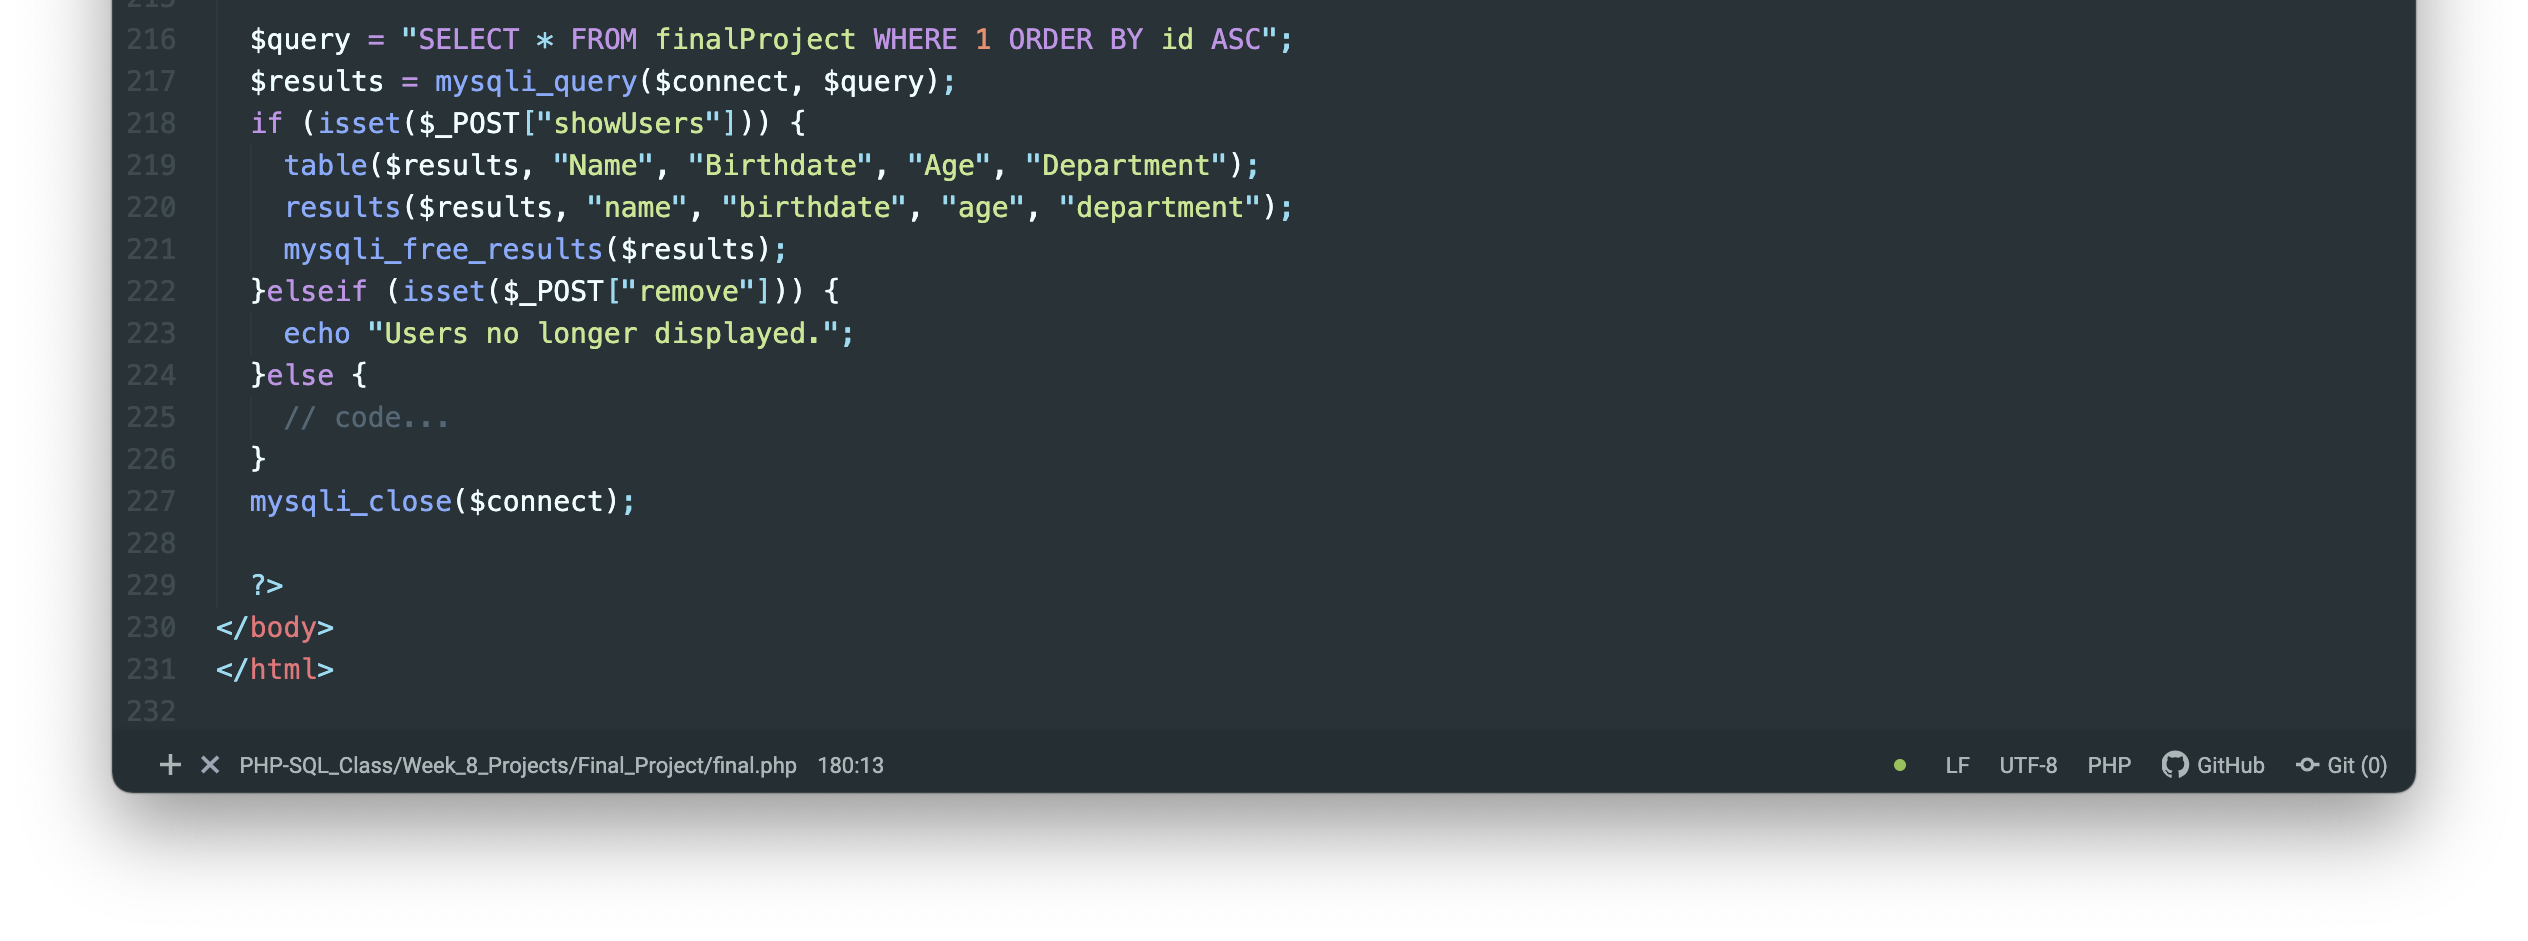 215
216 $query = "SELECT * FROM finalProject WHERE 1 ORDER BY id ASC";
217 $results = mysqli_query($connect, $query);
218 if (isset($_POST["showUsers"])) {
219 table($results, "Name", "Birthdate", "Age", "Department");
220 results($results, "name", "birthdate", "age", "department");
221 mysqli_free_results($results);
222 }elseif (isset($_POST["remove"])) {
223 echo "Users no longer displayed.";
224 }else {
225 // code...
226 }
227 mysqli_close($connect);
228
229 ?>
230 </body>
231 </html>
232
PHP-SQL_Class/Week_8_Projects/Final_Project/final.php 180:13 LF UTF-8 PHP GitHub Git (0)